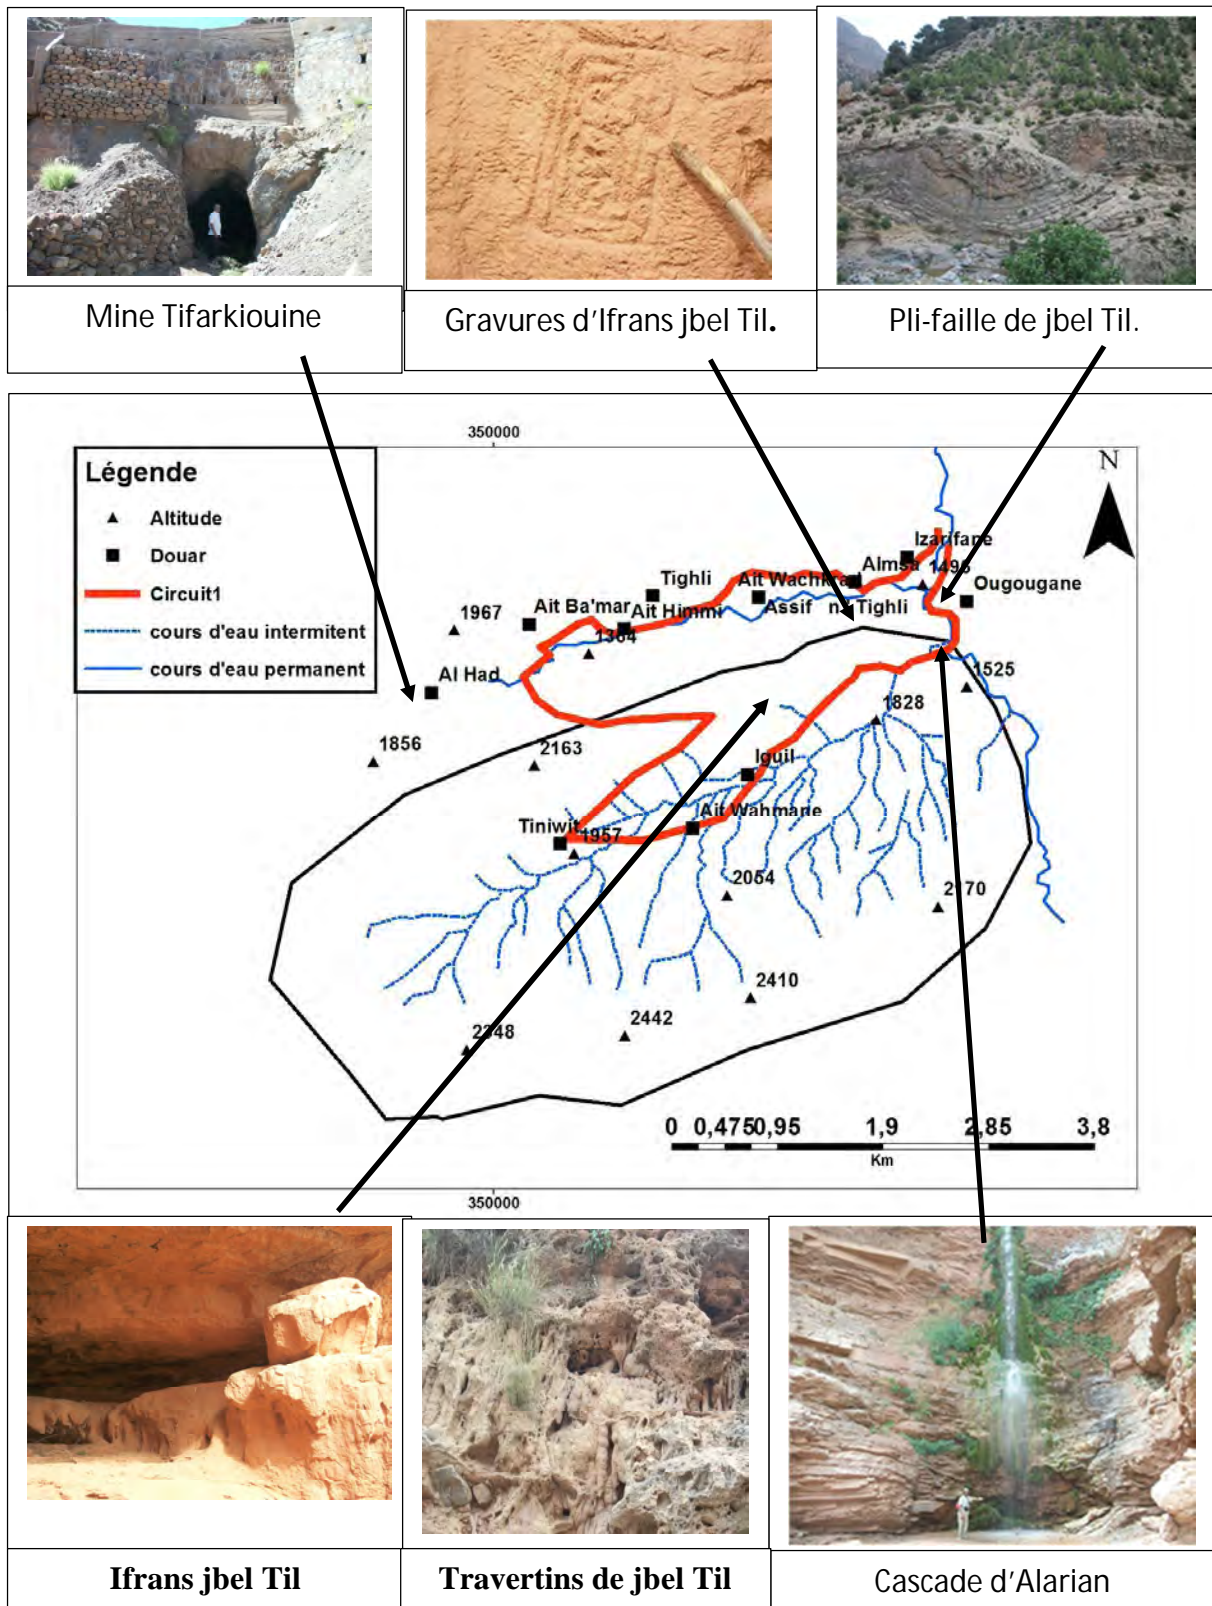 Mine Tifarkiouine
Gravures d'Ifrans jbel Til.
Pli-faille de jbel Til.
350000
Légende
Altitude
Douar
Circuit1
cours d'eau intermitent
cours d'eau permanent
N
Izarifane
1496
Almsa
Ougougane
Tighli
Ait Wachkrad
Assif n Tighli
Ait Ba'mar
Ait Himmi
1967
1364
Al Had
1525
1828
1856
2163
Iguil
Ait Wahmane
Tiniwit
1957
2054
2170
2410
2442
2348
0 0,475 0,95 1,9 2,85 3,8
Km
350000
Ifrans jbel Til
Travertins de jbel Til
Cascade d'Alarian